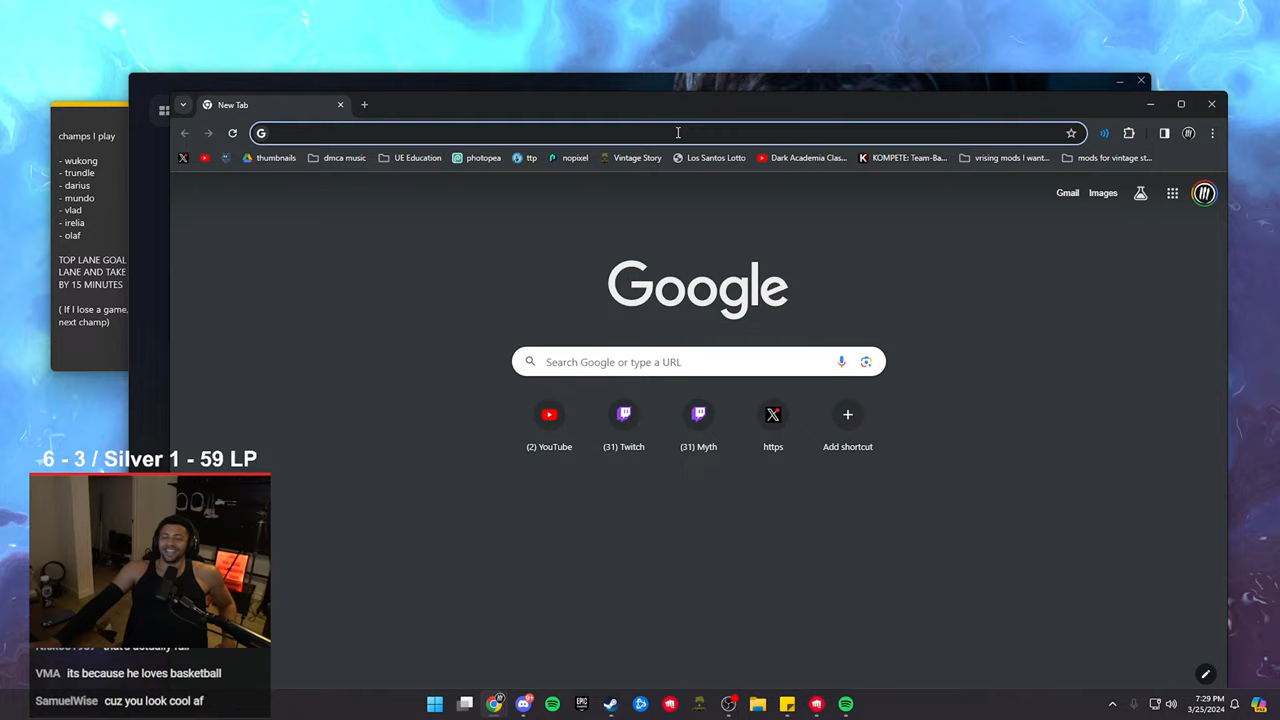 New Tab
thumbnails
dmca music
UE Education
photopea
ttp
nopixel
Vintage Story
Los Santos Lotto
Dark Academia Clas...
KOMPETE: Team-Ba...
vrising mods I want...
mods for vintage st...
Gmail
Images
champs I play
- wukong
- trundle
- darius
- mundo
- vlad
- irelia
- olaf
TOP LANE GOAL
LANE AND TAKE
BY 15 MINUTES
( If I lose a game,
next champ)
Google
Search Google or type a URL
(2) YouTube
(31) Twitch
(31) Myth
https
Add shortcut
6 - 3 / Silver 1 - 59 LP
VMA its because he loves basketball
SamuelWise cuz you look cool af
7:29 PM
3/25/2024